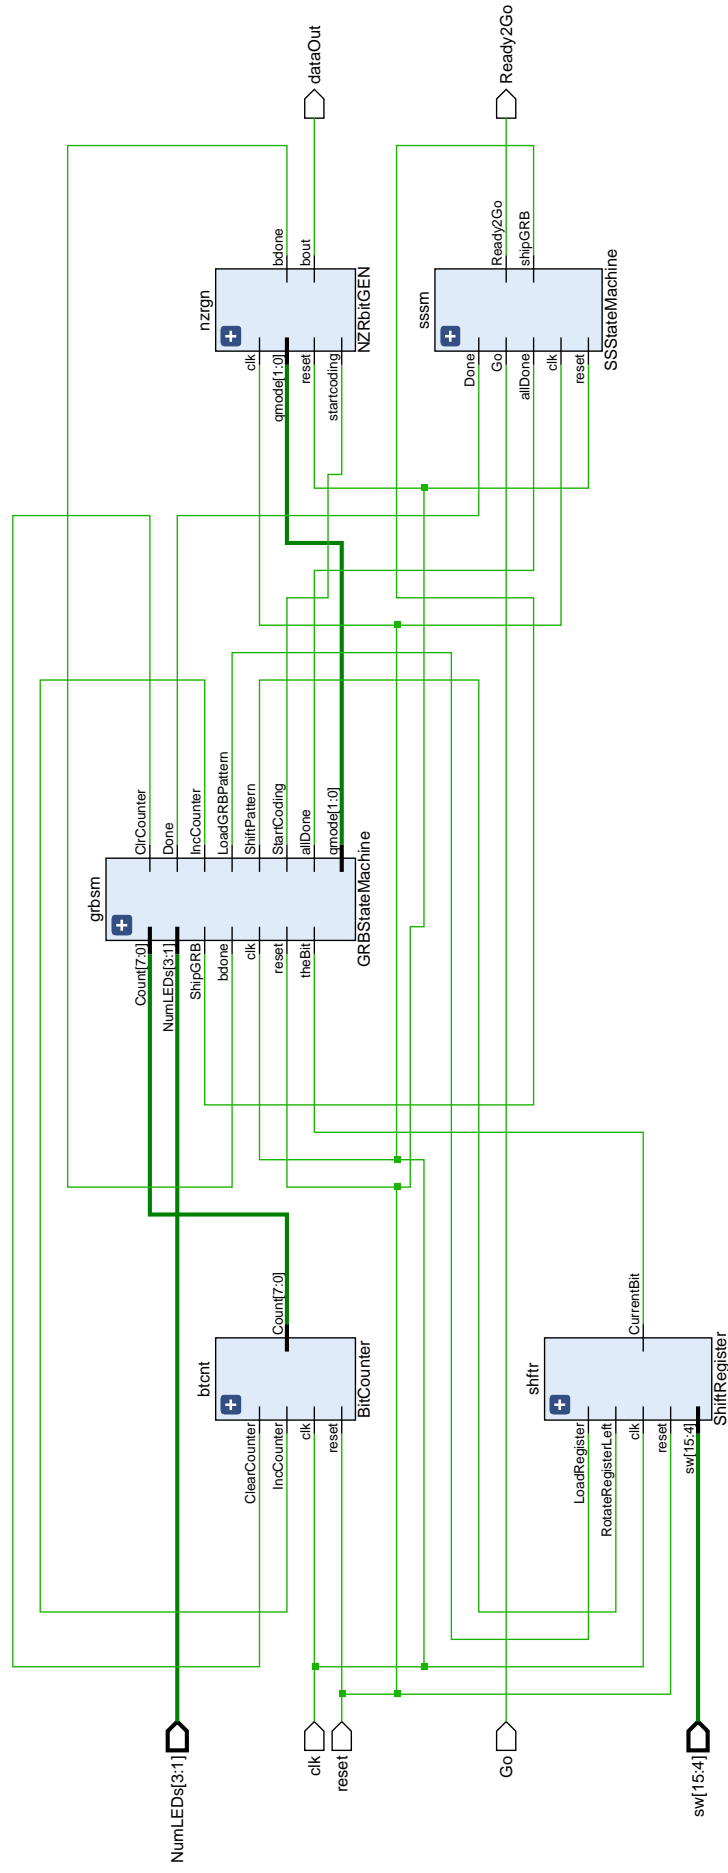 NumLEDs[3:1]
clk
reset
Go
sw[15:4]
btcnt
ClearCounter
IncCounter
clk
reset
Count[7:0]
BitCounter
shftr
LoadRegister
RotateRegisterLeft
clk
reset
sw[15:4]
CurrentBit
ShiftRegister
grbsm
Count[7:0]
NumLEDs[3:1]
ShipGRB
bdone
clk
reset
theBit
ClrCounter
Done
IncCounter
LoadGRBPattern
ShiftPattern
StartCoding
allDone
qmode[1:0]
GRBStateMachine
nzrgn
clk
qmode[1:0]
reset
startcoding
bdone
bout
NZRbitGEN
sssm
Done
Go
allDone
clk
reset
Ready2Go
shipGRB
SSStateMachine
dataOut
Ready2Go